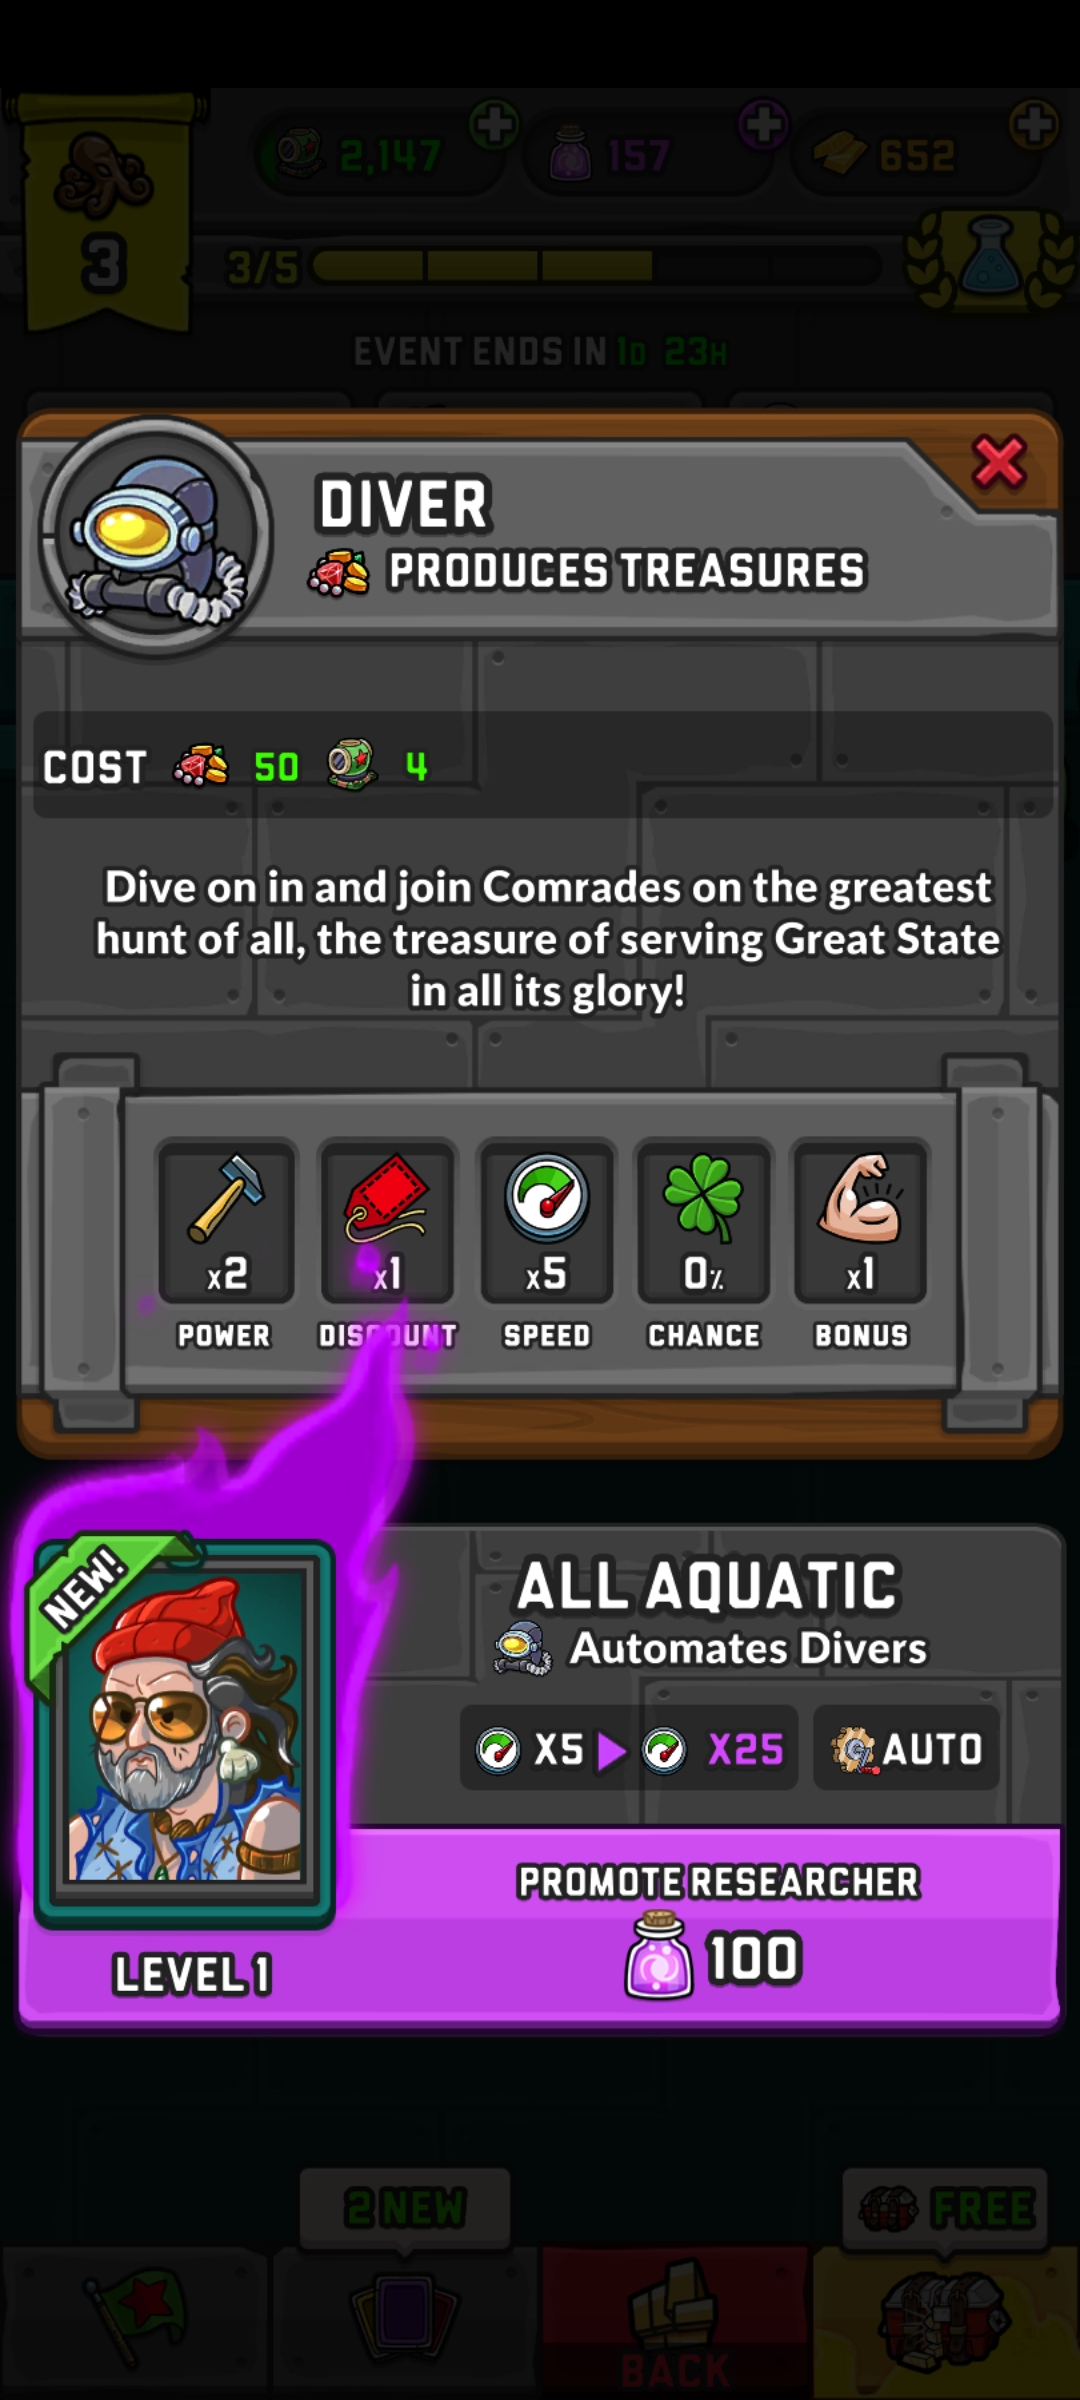 2,147
157
652
3
3/5
EVENT ENDS IN 1D 23H
DIVER
PRODUCES TREASURES
COST 50 4
Dive on in and join Comrades on the greatest
hunt of all, the treasure of serving Great State
in all its glory!
x2 x1 x5 0% x1
POWER DISCOUNT SPEED CHANCE BONUS
NEW!
ALL AQUATIC
Automates Divers
X5 X25 AUTO
PROMOTE RESEARCHER
100
LEVEL 1
2 NEW
FREE
BACK